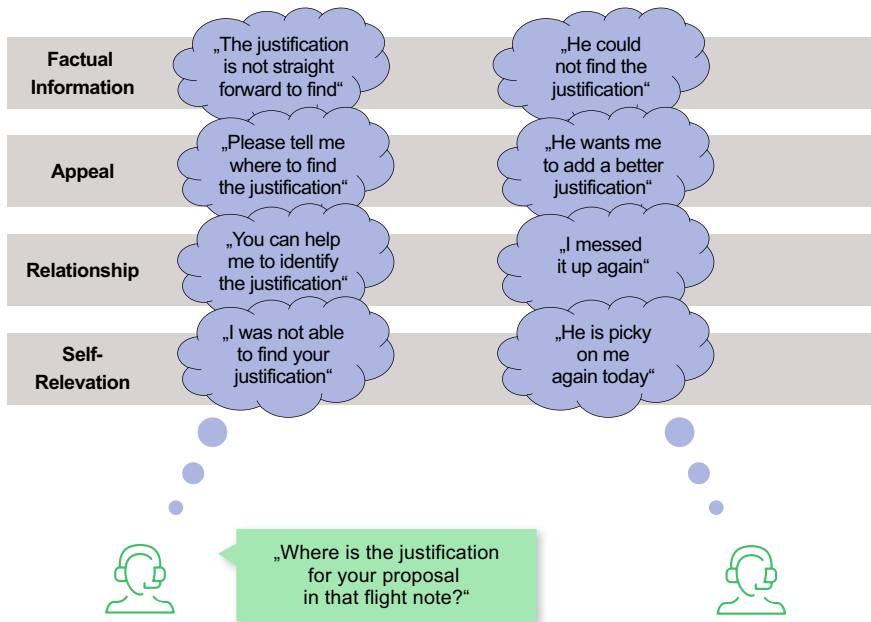 Factual
Information
„The justification
is not straight
forward to find“
„He could
not find the
justification“
Appeal
„Please tell me
where to find
the justification“
„He wants me
to add a better
justification“
Relationship
„You can help
me to identify
the justification“
„I messed
it up again“
Self-
Relevation
„I was not able
to find your
justification“
„He is picky
on me
again today“
„Where is the justification
for your proposal
in that flight note?“